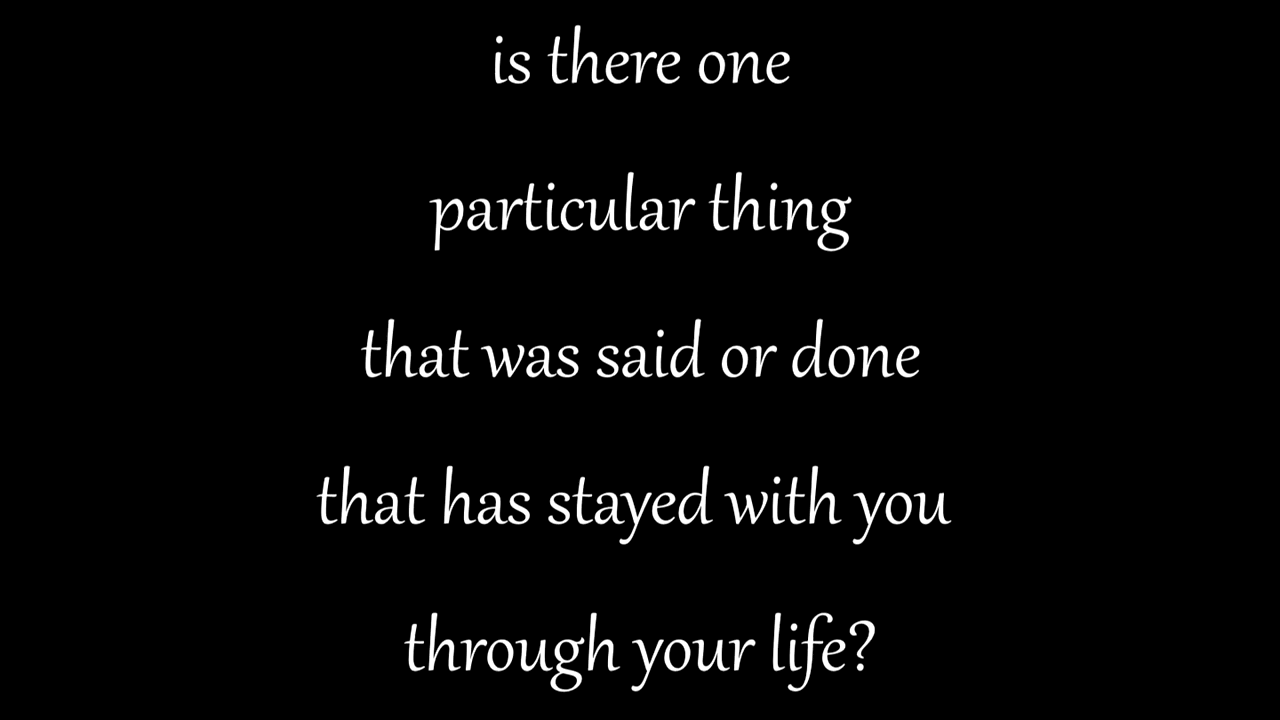 is there one
particular thing
that was said or done
that has stayed with you
through your life?